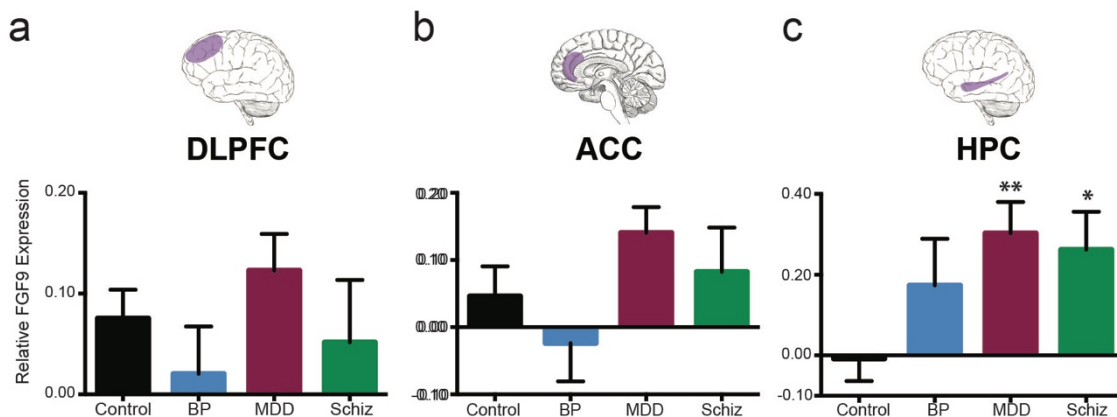 a
DLPFC
Relative FGF9 Expression
0.20
0.10
0.00
Control BP MDD Schiz
b
ACC
0.20
0.10
0.00
-0.10
Control BP MDD Schiz
c
HPC
0.40
0.20
0.00
-0.10
** *
Control BP MDD Schiz